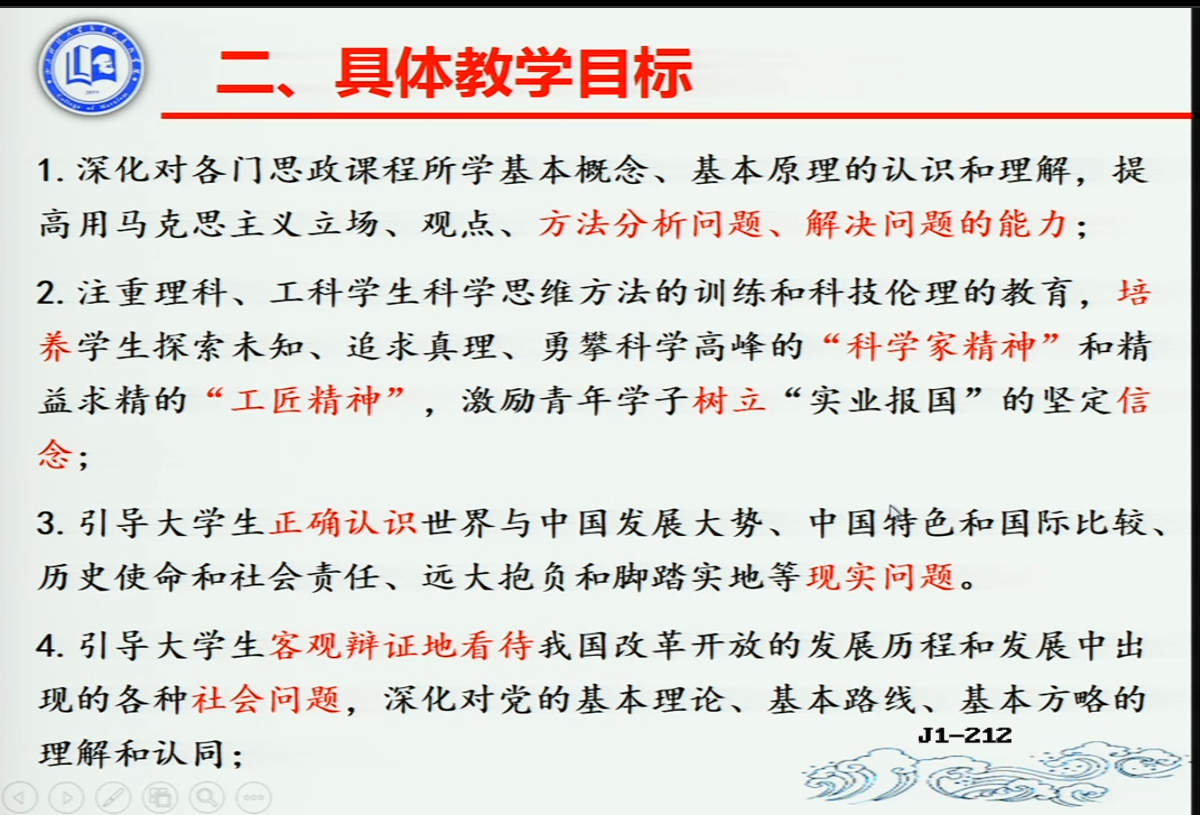 二、具体教学目标
1. 深化对各门思政课程所学基本概念、基本原理的认识和理解，提
高用马克思主义立场、观点、方法分析问题、解决问题的能力；
2. 注重理科、工科学生科学思维方法的训练和科技伦理的教育，培
养学生探索未知、追求真理、勇攀科学高峰的“科学家精神”和精
益求精的“工匠精神”，激励青年学子树立“实业报国”的坚定信
念；
3. 引导大学生正确认识世界与中国发展大势、中国特色和国际比较、
历史使命和社会责任、远大抱负和脚踏实地等现实问题。
4. 引导大学生客观辩证地看待我国改革开放的发展历程和发展中出
现的各种社会问题，深化对党的基本理论、基本路线、基本方略的
J1-212
理解和认同；